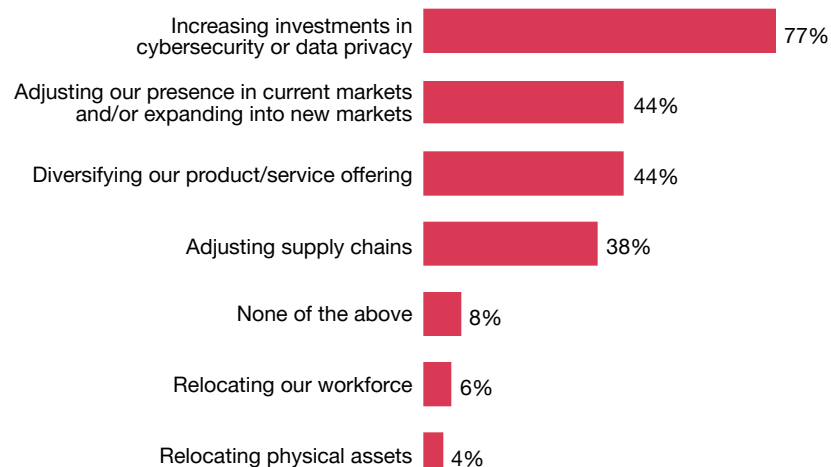 Increasing investments in
cybersecurity or data privacy
77%
Adjusting our presence in current markets
and/or expanding into new markets
44%
Diversifying our product/service offering
44%
Adjusting supply chains
38%
None of the above
8%
Relocating our workforce
6%
Relocating physical assets
4%